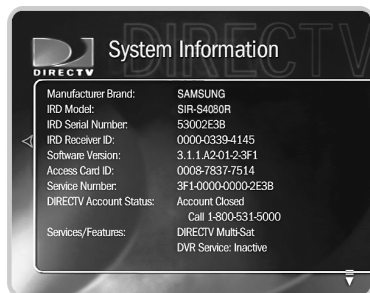 DIRECTV
System Information
DIRECTV
Manufacturer Brand: SAMSUNG
IRD Model: SIR-S4080R
IRD Serial Number: 53002E3B
IRD Receiver ID: 0000-0339-4145
Software Version: 3.1.1.A2-01-2-3F1
Access Card ID: 0008-7837-7514
Service Number: 3F1-0000-0000-2E3B
DIRECTV Account Status: Account Closed
Call 1-800-531-5000
Services/Features: DIRECTV Multi-Sat
DVR Service: Inactive